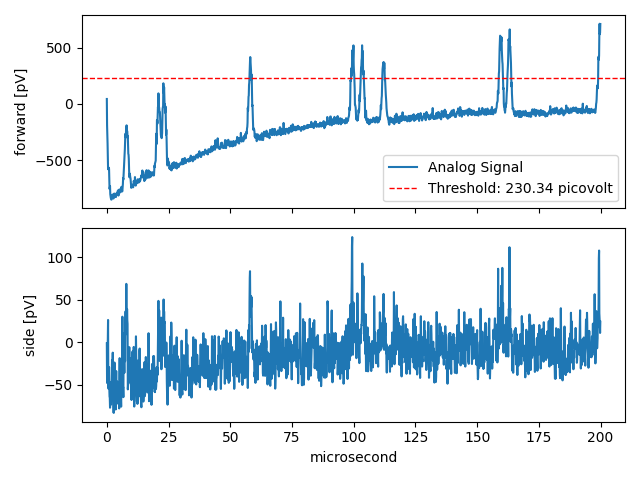 500
0
−500
forward [pV]
Analog Signal
Threshold: 230.34 picovolt
100
50
0
−50
side [pV]
0 25 50 75 100 125 150 175 200
microsecond